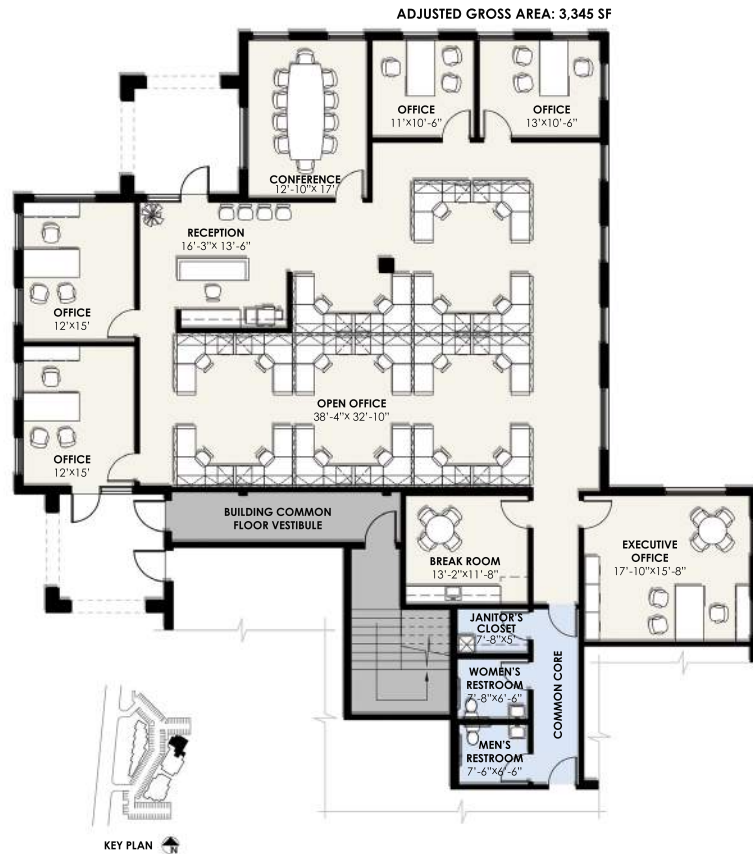 ADJUSTED GROSS AREA: 3,345 SF
OFFICE
11'X10'-6"
OFFICE
13'X10'-6"
CONFERENCE
12'-10"X 17'
RECEPTION
16'-3"X 13'-6"
OFFICE
12'X15'
OPEN OFFICE
38'-4"X 32'-10"
OFFICE
12'X15'
BUILDING COMMON
FLOOR VESTIBULE
BREAK ROOM
13'-2"X11'-8"
EXECUTIVE
OFFICE
17'-10"X15'-8"
JANITOR'S
CLOSET
7'-8"X5'
WOMEN'S
RESTROOM
7'-8"X6'-6"
COMMON CORE
MEN'S
RESTROOM
7'-6"X6'-6"
KEY PLAN
N